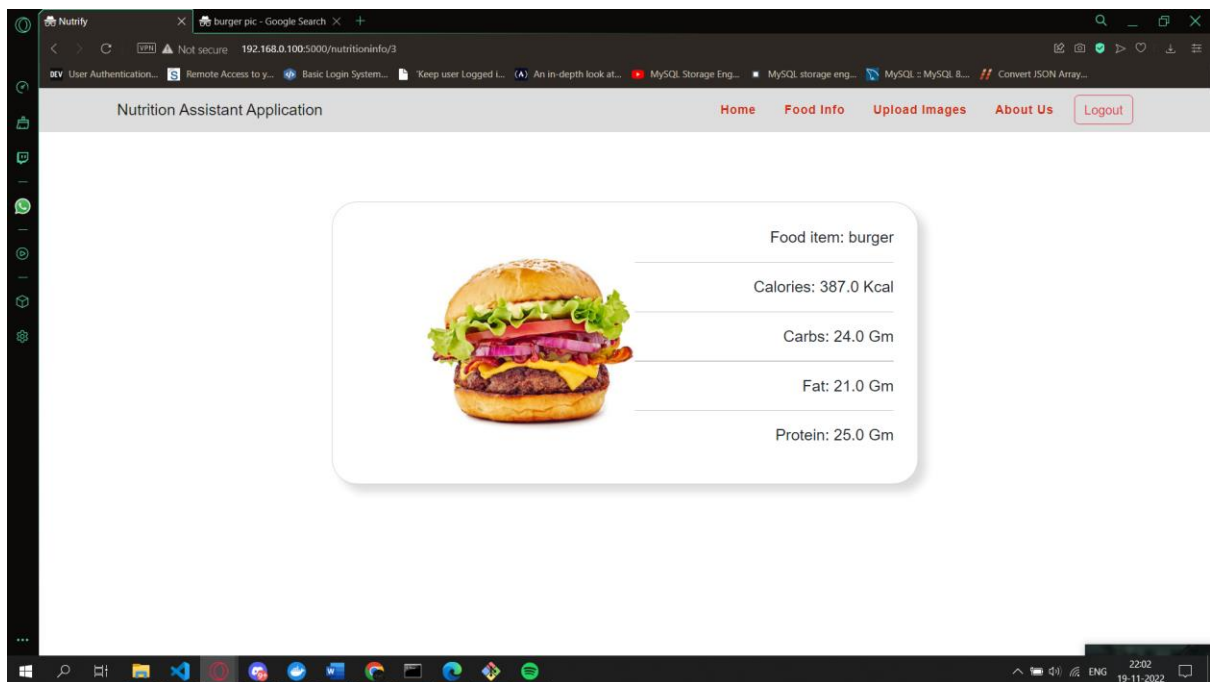 Nutrify
burger pic - Google Search
VPN Not secure 192.168.0.100:5000/nutritioninfo/3
DEV User Authentication... S Remote Access to y... Basic Login System... 'Keep user Logged i... (A) An in-depth look at... MySQL Storage Eng... MySQL storage eng... MySQL :: MySQL 8.... Convert JSON Array...
Nutrition Assistant Application Home Food Info Upload Images About Us Logout
Food item: burger
Calories: 387.0 Kcal
Carbs: 24.0 Gm
Fat: 21.0 Gm
Protein: 25.0 Gm
ENG 22:02
19-11-2022